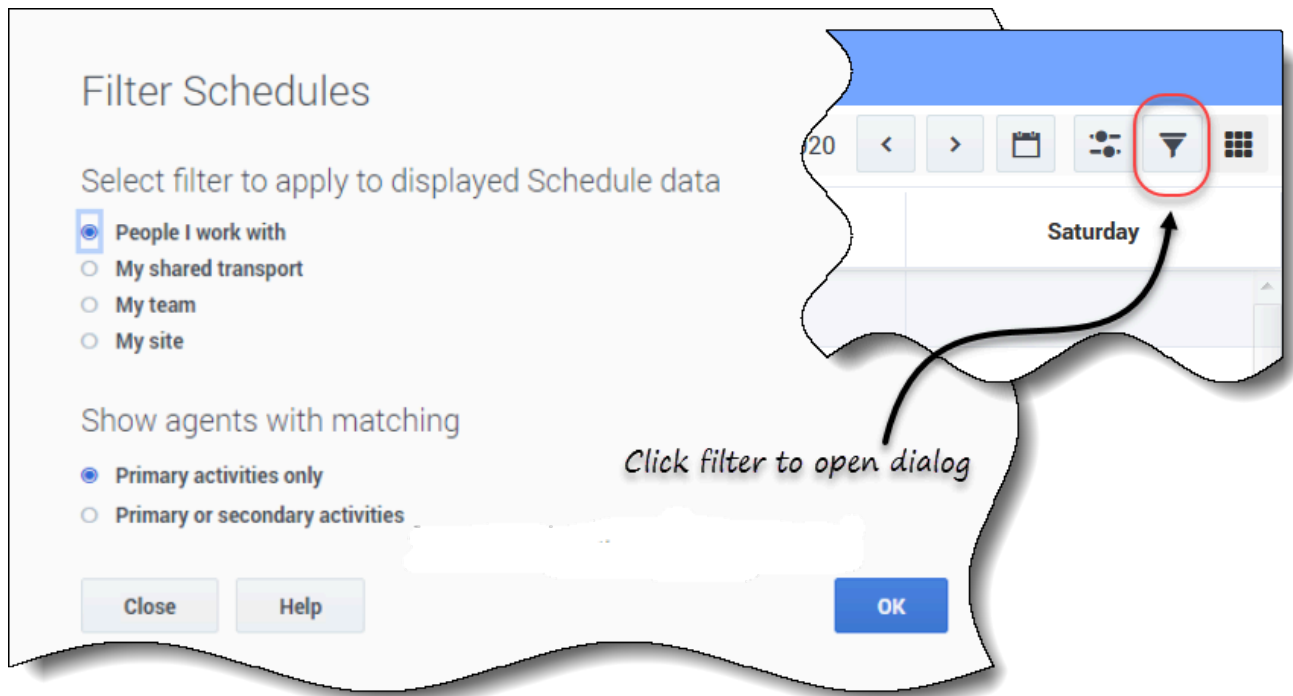 Filter Schedules
Select filter to apply to displayed Schedule data
People I work with
My shared transport
My team
My site
Show agents with matching
Primary activities only
Primary or secondary activities
Close
Help
OK
Click filter to open dialog
020
Saturday